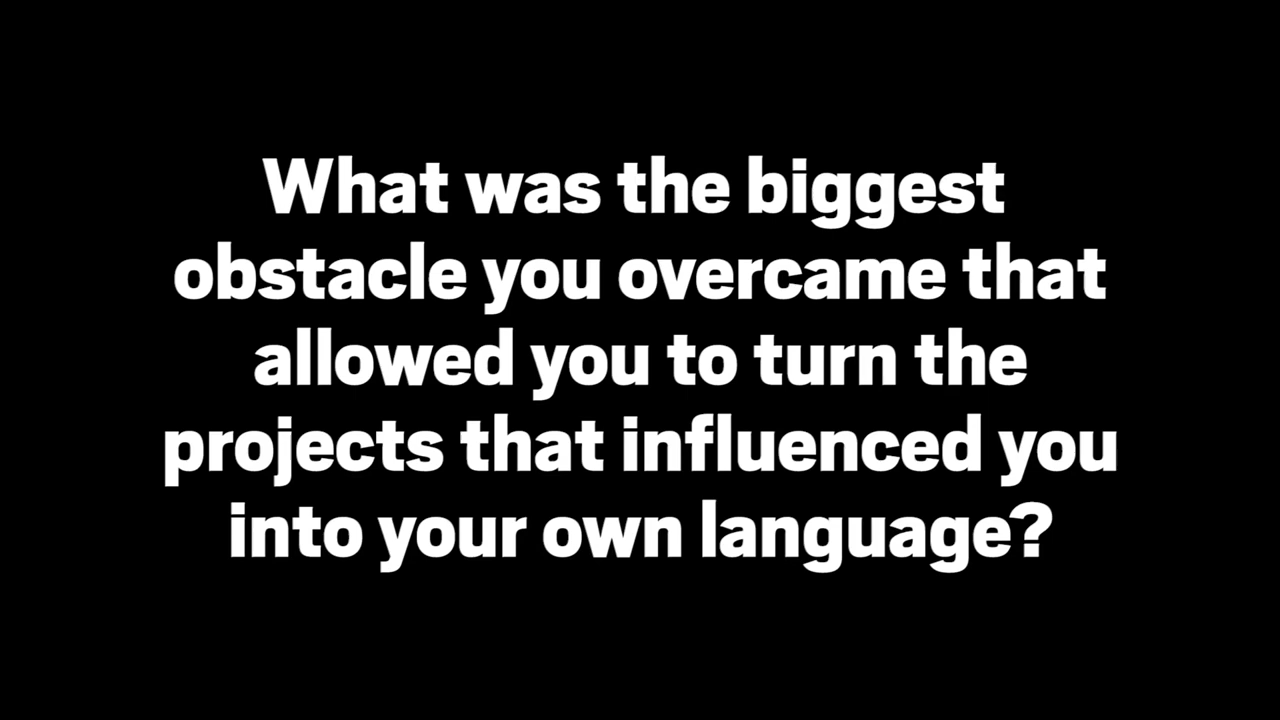 What was the biggest
obstacle you overcame that
allowed you to turn the
projects that influenced you
into your own language?